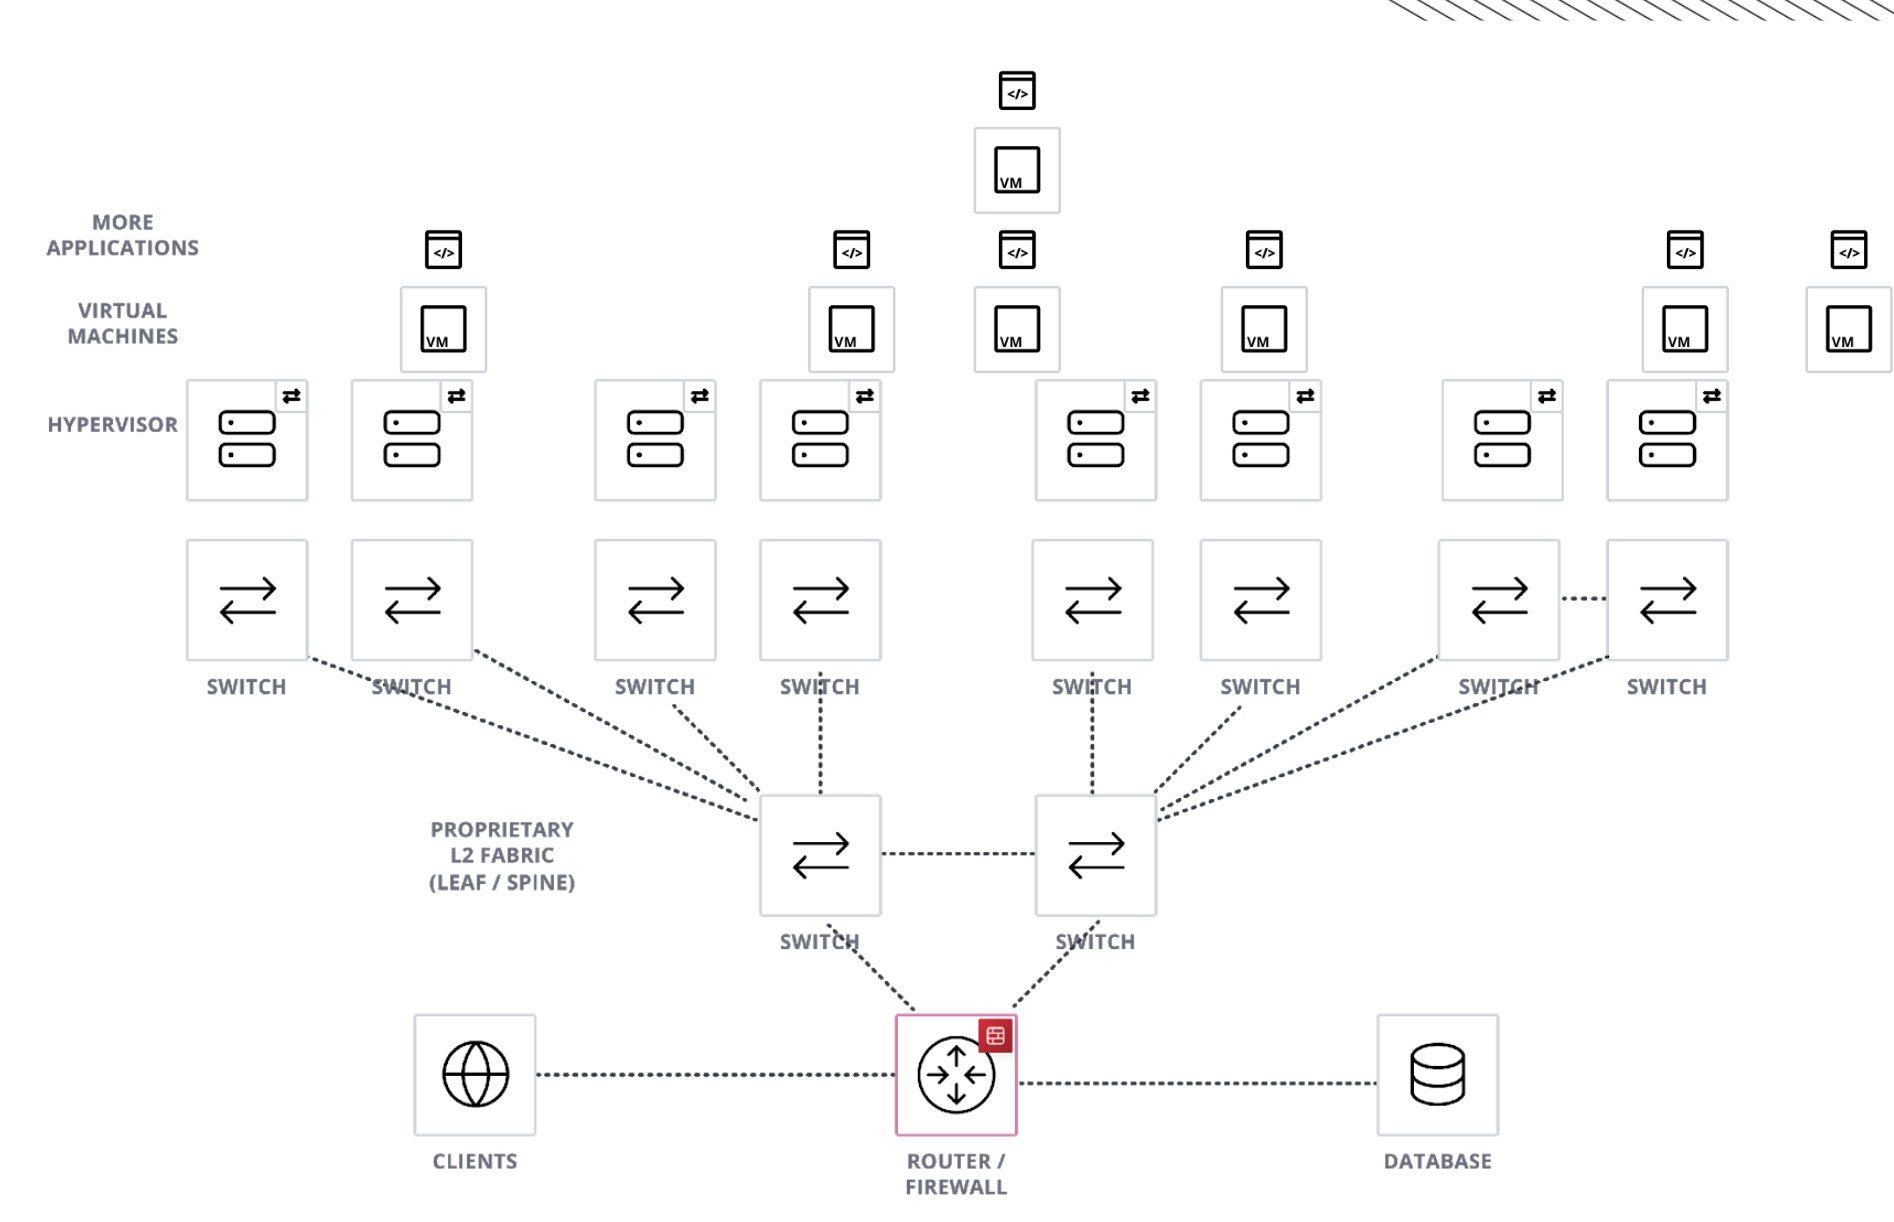 </>
VM
MORE
APPLICATIONS
</>
</>
</>
</>
</>
</>
VIRTUAL
MACHINES
VM
VM
VM
VM
VM
VM
HYPERVISOR
SWITCH
SWITCH
SWITCH
SWITCH
SWITCH
SWITCH
SWITCH
SWITCH
PROPRIETARY
L2 FABRIC
(LEAF / SPINE)
SWITCH
SWITCH
CLIENTS
ROUTER /
FIREWALL
DATABASE